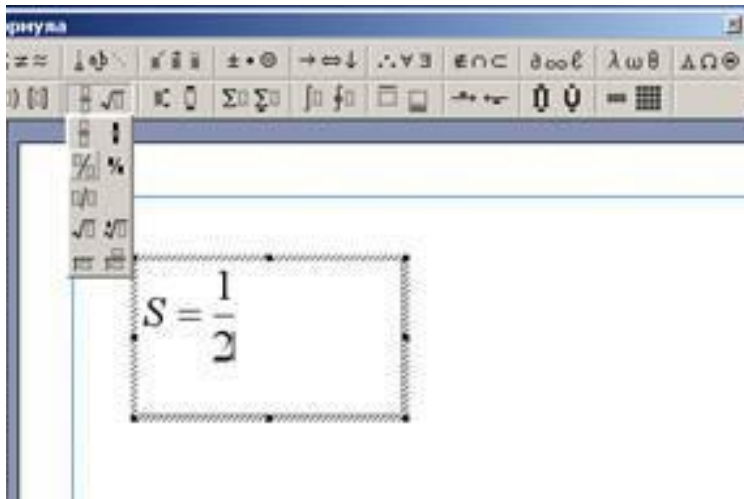 рмула
≠ ≈ ± • ⊗ → ⇔ ↓ ∴ ∀ ∃ ∉ ∩ ⊂ ∂ ∞ ℓ λ ω θ Λ Ω ⊛
Σ Σ ∫ ∮
S = 1/2